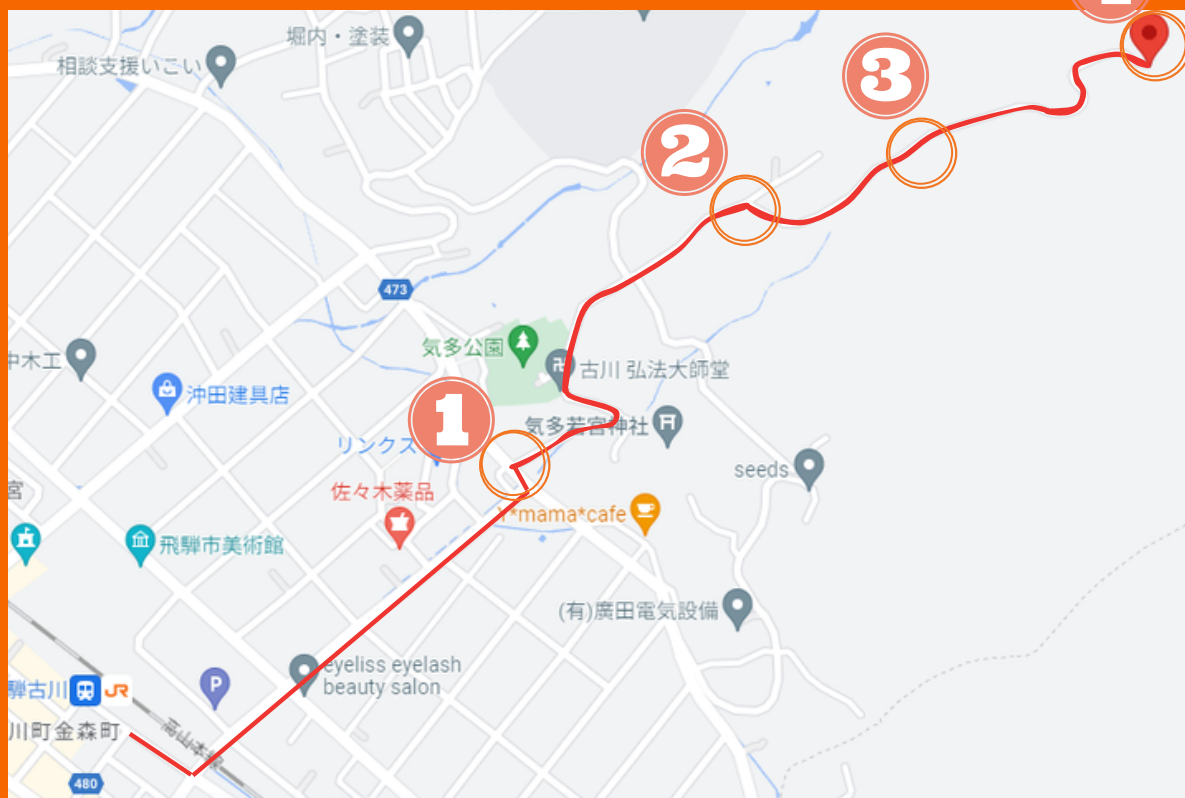 堀内・塗装
相談支援いこい
3
2
473
気多公園
古川 弘法大師堂
中木工
沖田建具店
1
気多若宮神社
リンクス
seeds
佐々木薬品
Y*mama*cafe
宮
飛騨市美術館
(有)廣田電気設備
eyeliss eyelash
beauty salon
P
騨古川
JR
川町金森町
高山本線
480